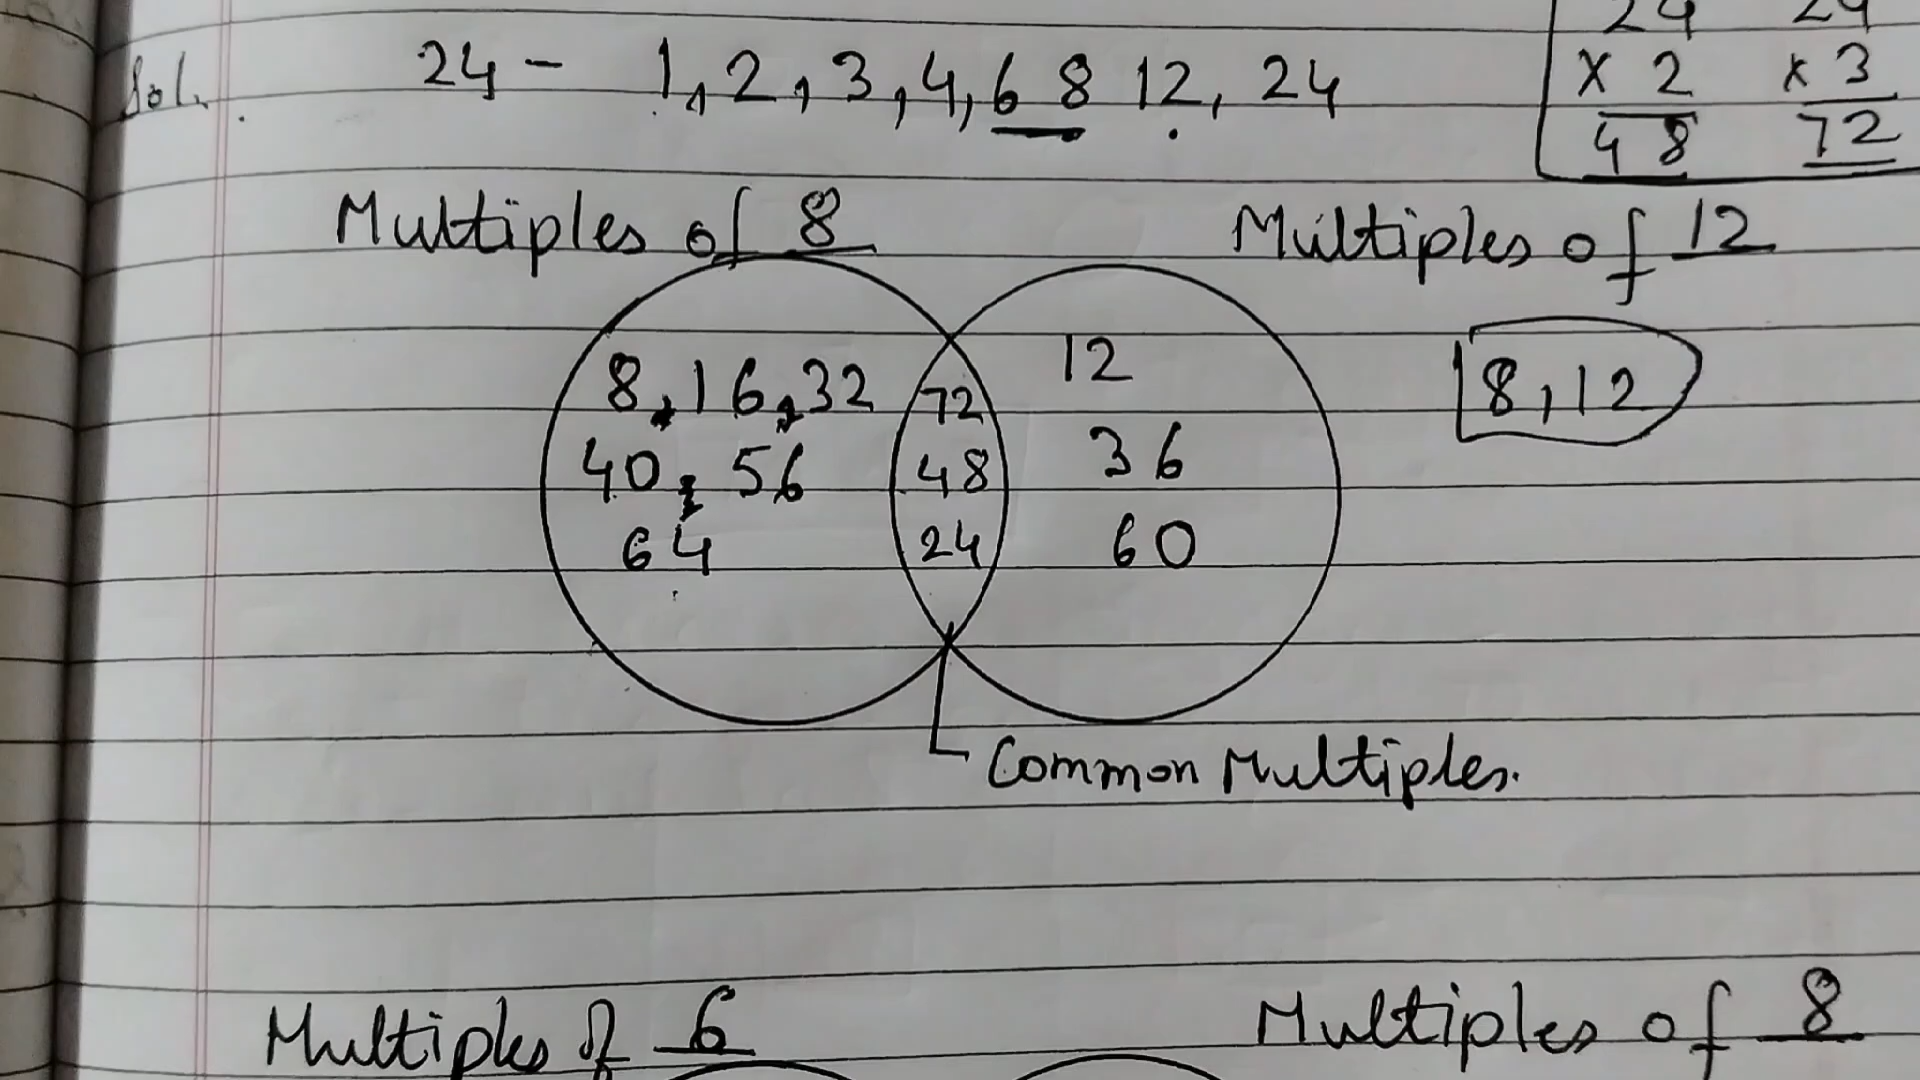 24 24
× 2 × 3
48 72
Sol. 24 - 1, 2, 3, 4, 6 8 12, 24
Multiples of 8
Multiples of 12
8, 16, 32
40, 56
64
72
48
24
12
36
60
8, 12
Common Multiples.
Multiples of 6
Multiples of 8